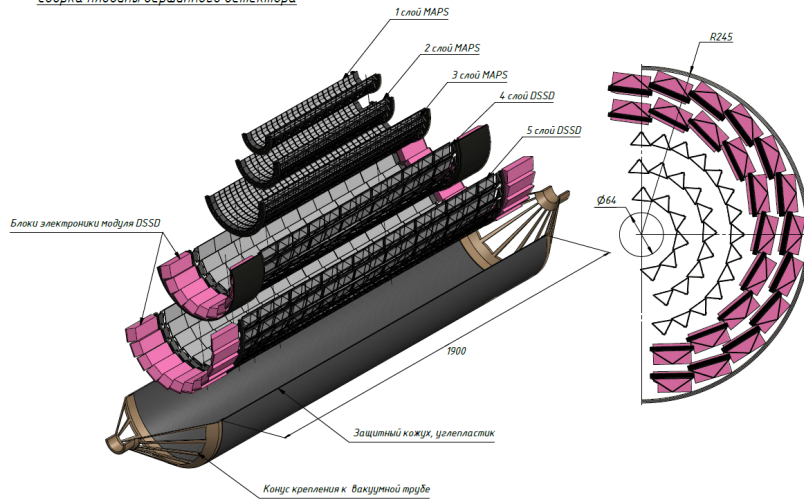 1 слой MAPS
2 слой MAPS
3 слой MAPS
4 слой DSSD
5 слой DSSD
R245
Ф64
Блоки электроники модуля DSSD
1900
Защитный кожух, углепластик
Конус крепления к вакуумной трубе